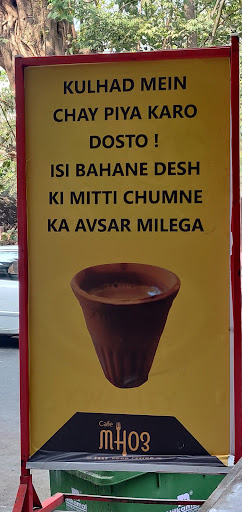 KULHAD MEIN
CHAY PIYA KARO
DOSTO !
ISI BAHANE DESH
KI MITTI CHUMNE
KA AVSAR MILEGA
Cafe
MH03